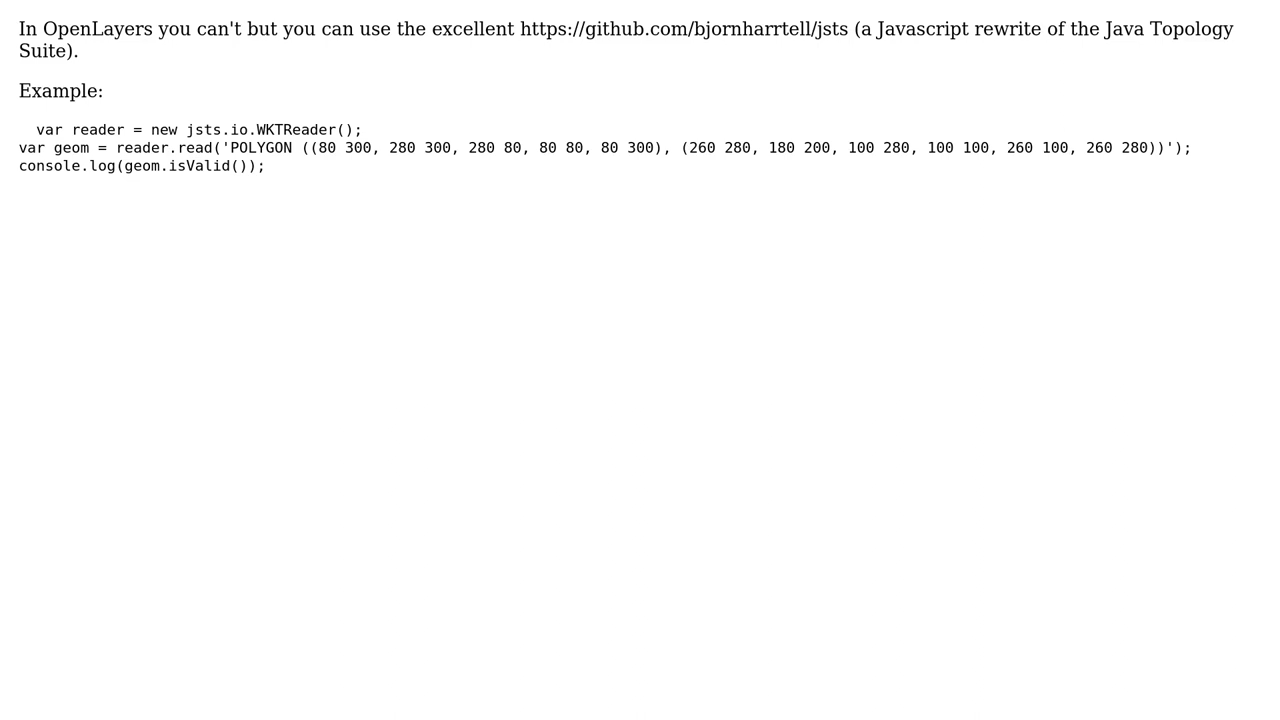 In OpenLayers you can't but you can use the excellent https://github.com/bjornharrtell/jsts (a Javascript rewrite of the Java Topology
Suite).
Example:
  var reader = new jsts.io.WKTReader();
var geom = reader.read('POLYGON ((80 300, 280 300, 280 80, 80 80, 80 300), (260 280, 180 200, 100 280, 100 100, 260 100, 260 280))');
console.log(geom.isValid());